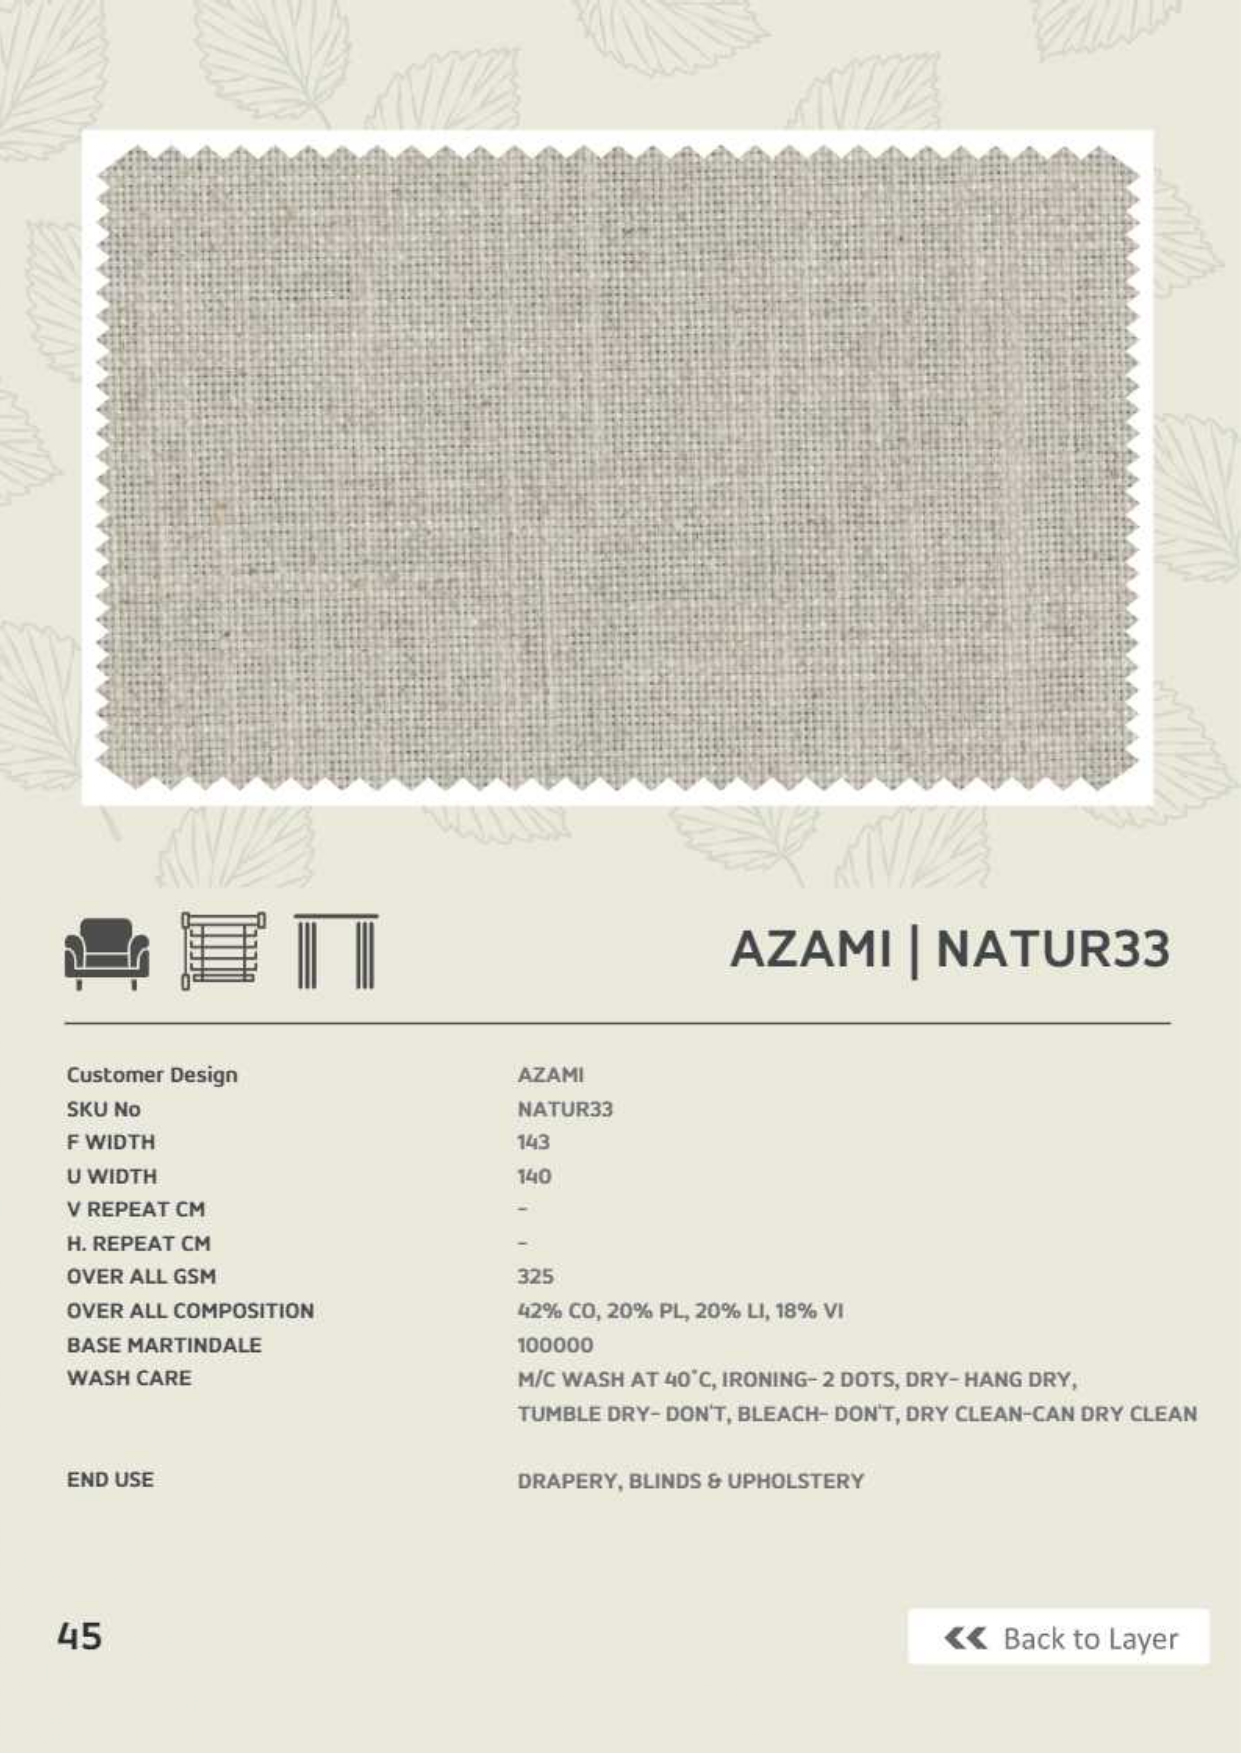 AZAMI | NATUR33
Customer Design AZAMI
SKU No NATUR33
F WIDTH 143
U WIDTH 140
V REPEAT CM -
H. REPEAT CM -
OVER ALL GSM 325
OVER ALL COMPOSITION 42% CO, 20% PL, 20% LI, 18% VI
BASE MARTINDALE 100000
WASH CARE M/C WASH AT 40°C, IRONING- 2 DOTS, DRY- HANG DRY,
TUMBLE DRY- DON'T, BLEACH- DON'T, DRY CLEAN-CAN DRY CLEAN
END USE DRAPERY, BLINDS & UPHOLSTERY
45
Back to Layer